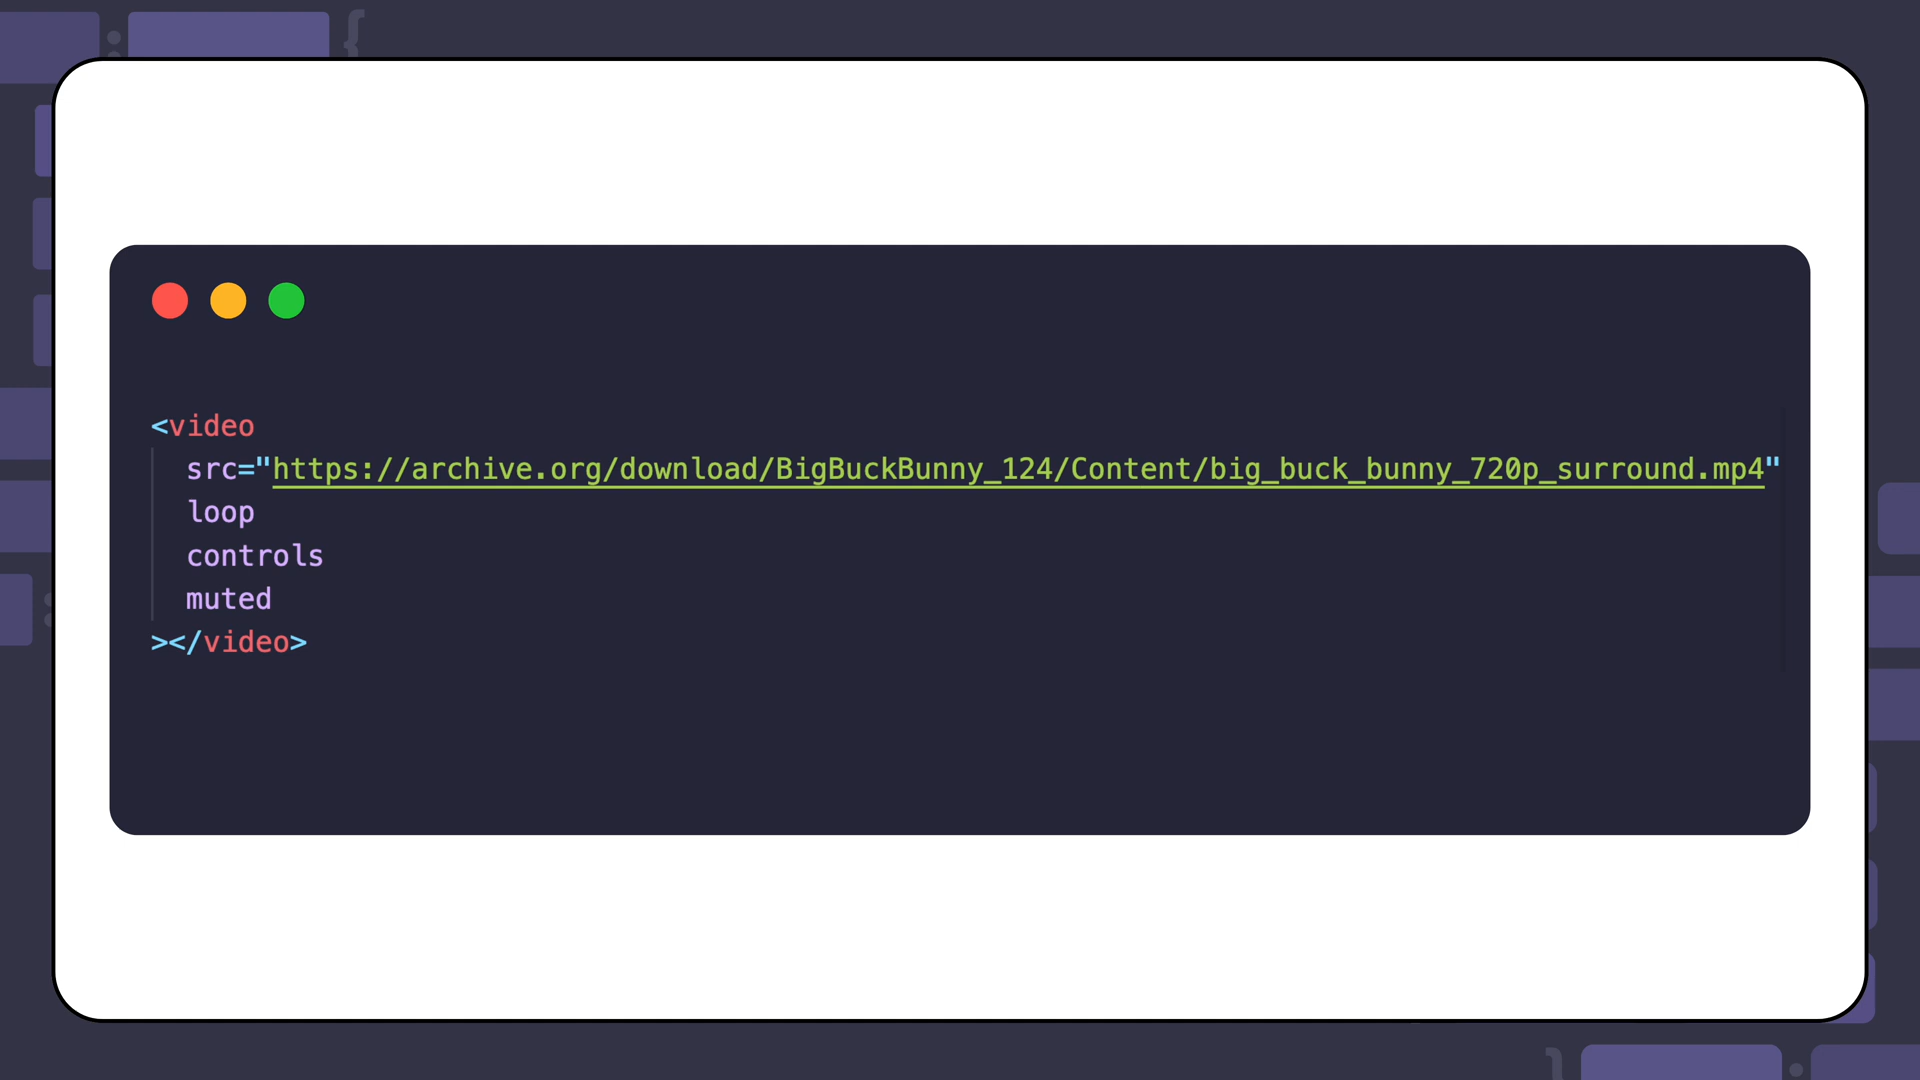 {
<video
src="https://archive.org/download/BigBuckBunny_124/Content/big_buck_bunny_720p_surround.mp4"
loop
controls
muted
></video>
}